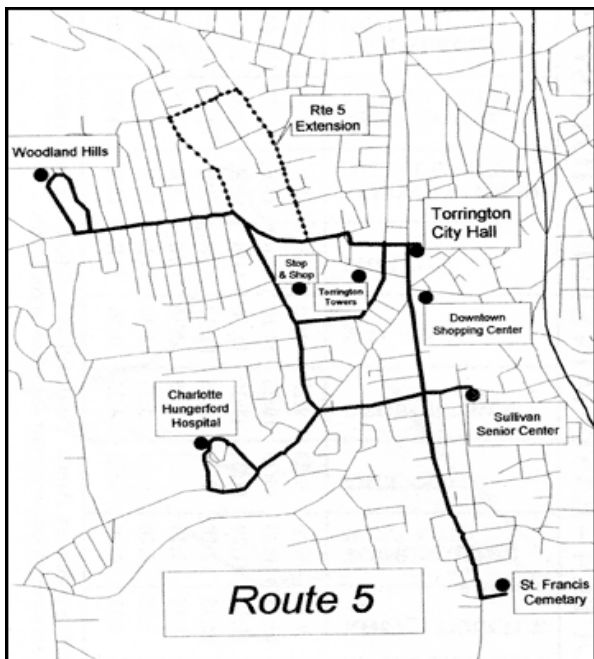 Rte 5
Extension
Woodland Hills
Torrington
City Hall
Stop
& Shop
Torrington
Towers
Downtown
Shopping Center
Charlotte
Hungerford
Hospital
Sullivan
Senior Center
Route 5
St. Francis
Cemetary